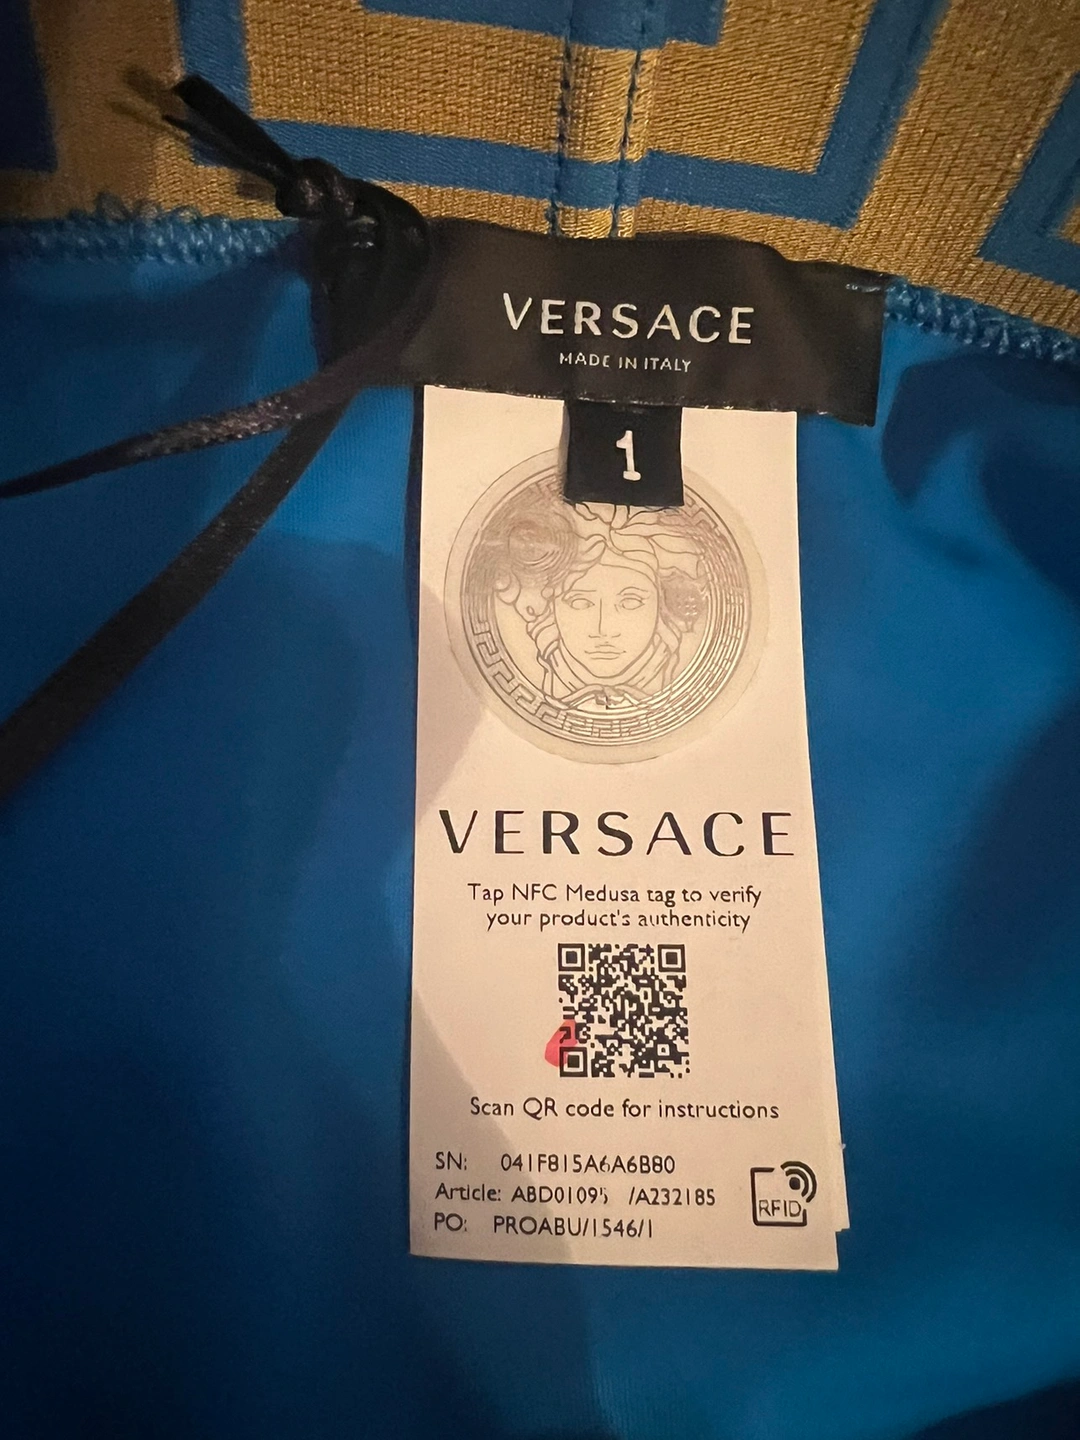 VERSACE
MADE IN ITALY
1
VERSACE
Tap NFC Medusa tag to verify
your product's authenticity
Scan QR code for instructions
SN: 041F815A6A6B80
Article: ABD01095 /A232185
PO: PROABU/1546/1
RFID